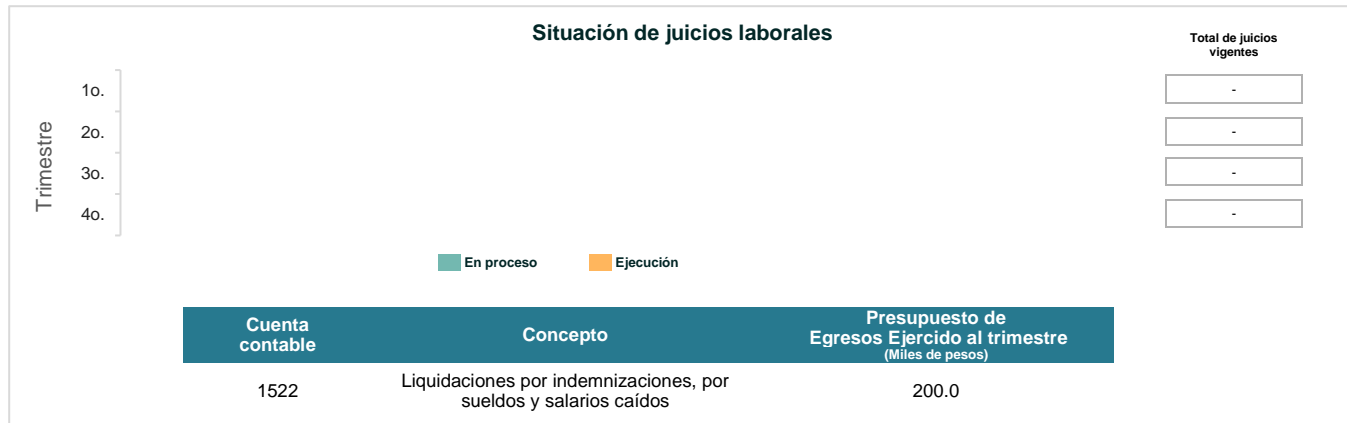 Situación de juicios laborales
Total de juicios
vigentes
Trimestre
1o.
-
2o.
-
3o.
-
4o.
-
En proceso
Ejecución
Cuenta
contable
Concepto
Presupuesto de
Egresos Ejercido al trimestre
(Miles de pesos)
1522
Liquidaciones por indemnizaciones, por
sueldos y salarios caídos
200.0